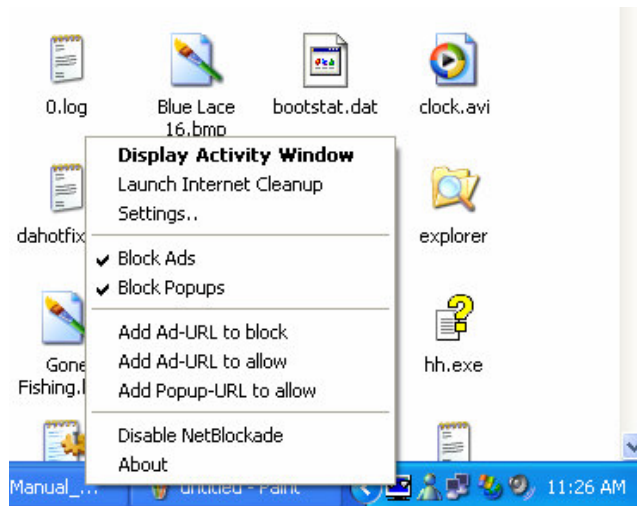 0.log
Blue Lace
16.bmp
bootstat.dat
clock.avi
Display Activity Window
Launch Internet Cleanup
Settings..
dahotfix
explorer
Block Ads
Block Popups
Add Ad-URL to block
Add Ad-URL to allow
Add Popup-URL to allow
Gone
Fishing.
hh.exe
Disable NetBlockade
About
Manual_...
untitled - Paint
11:26 AM